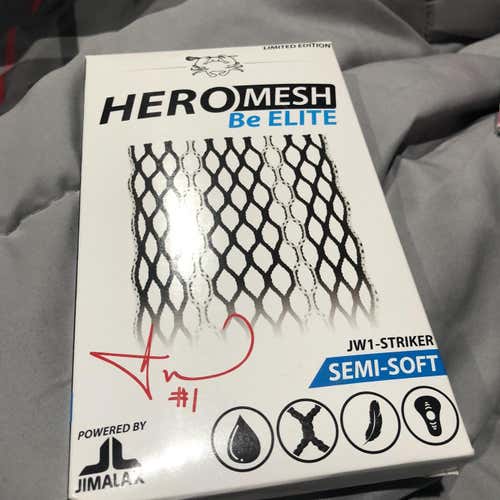 LIMITED EDITION
HEROMESH
Be ELITE
JW1-STRIKER
SEMI-SOFT
#1
POWERED BY
JIMALAX